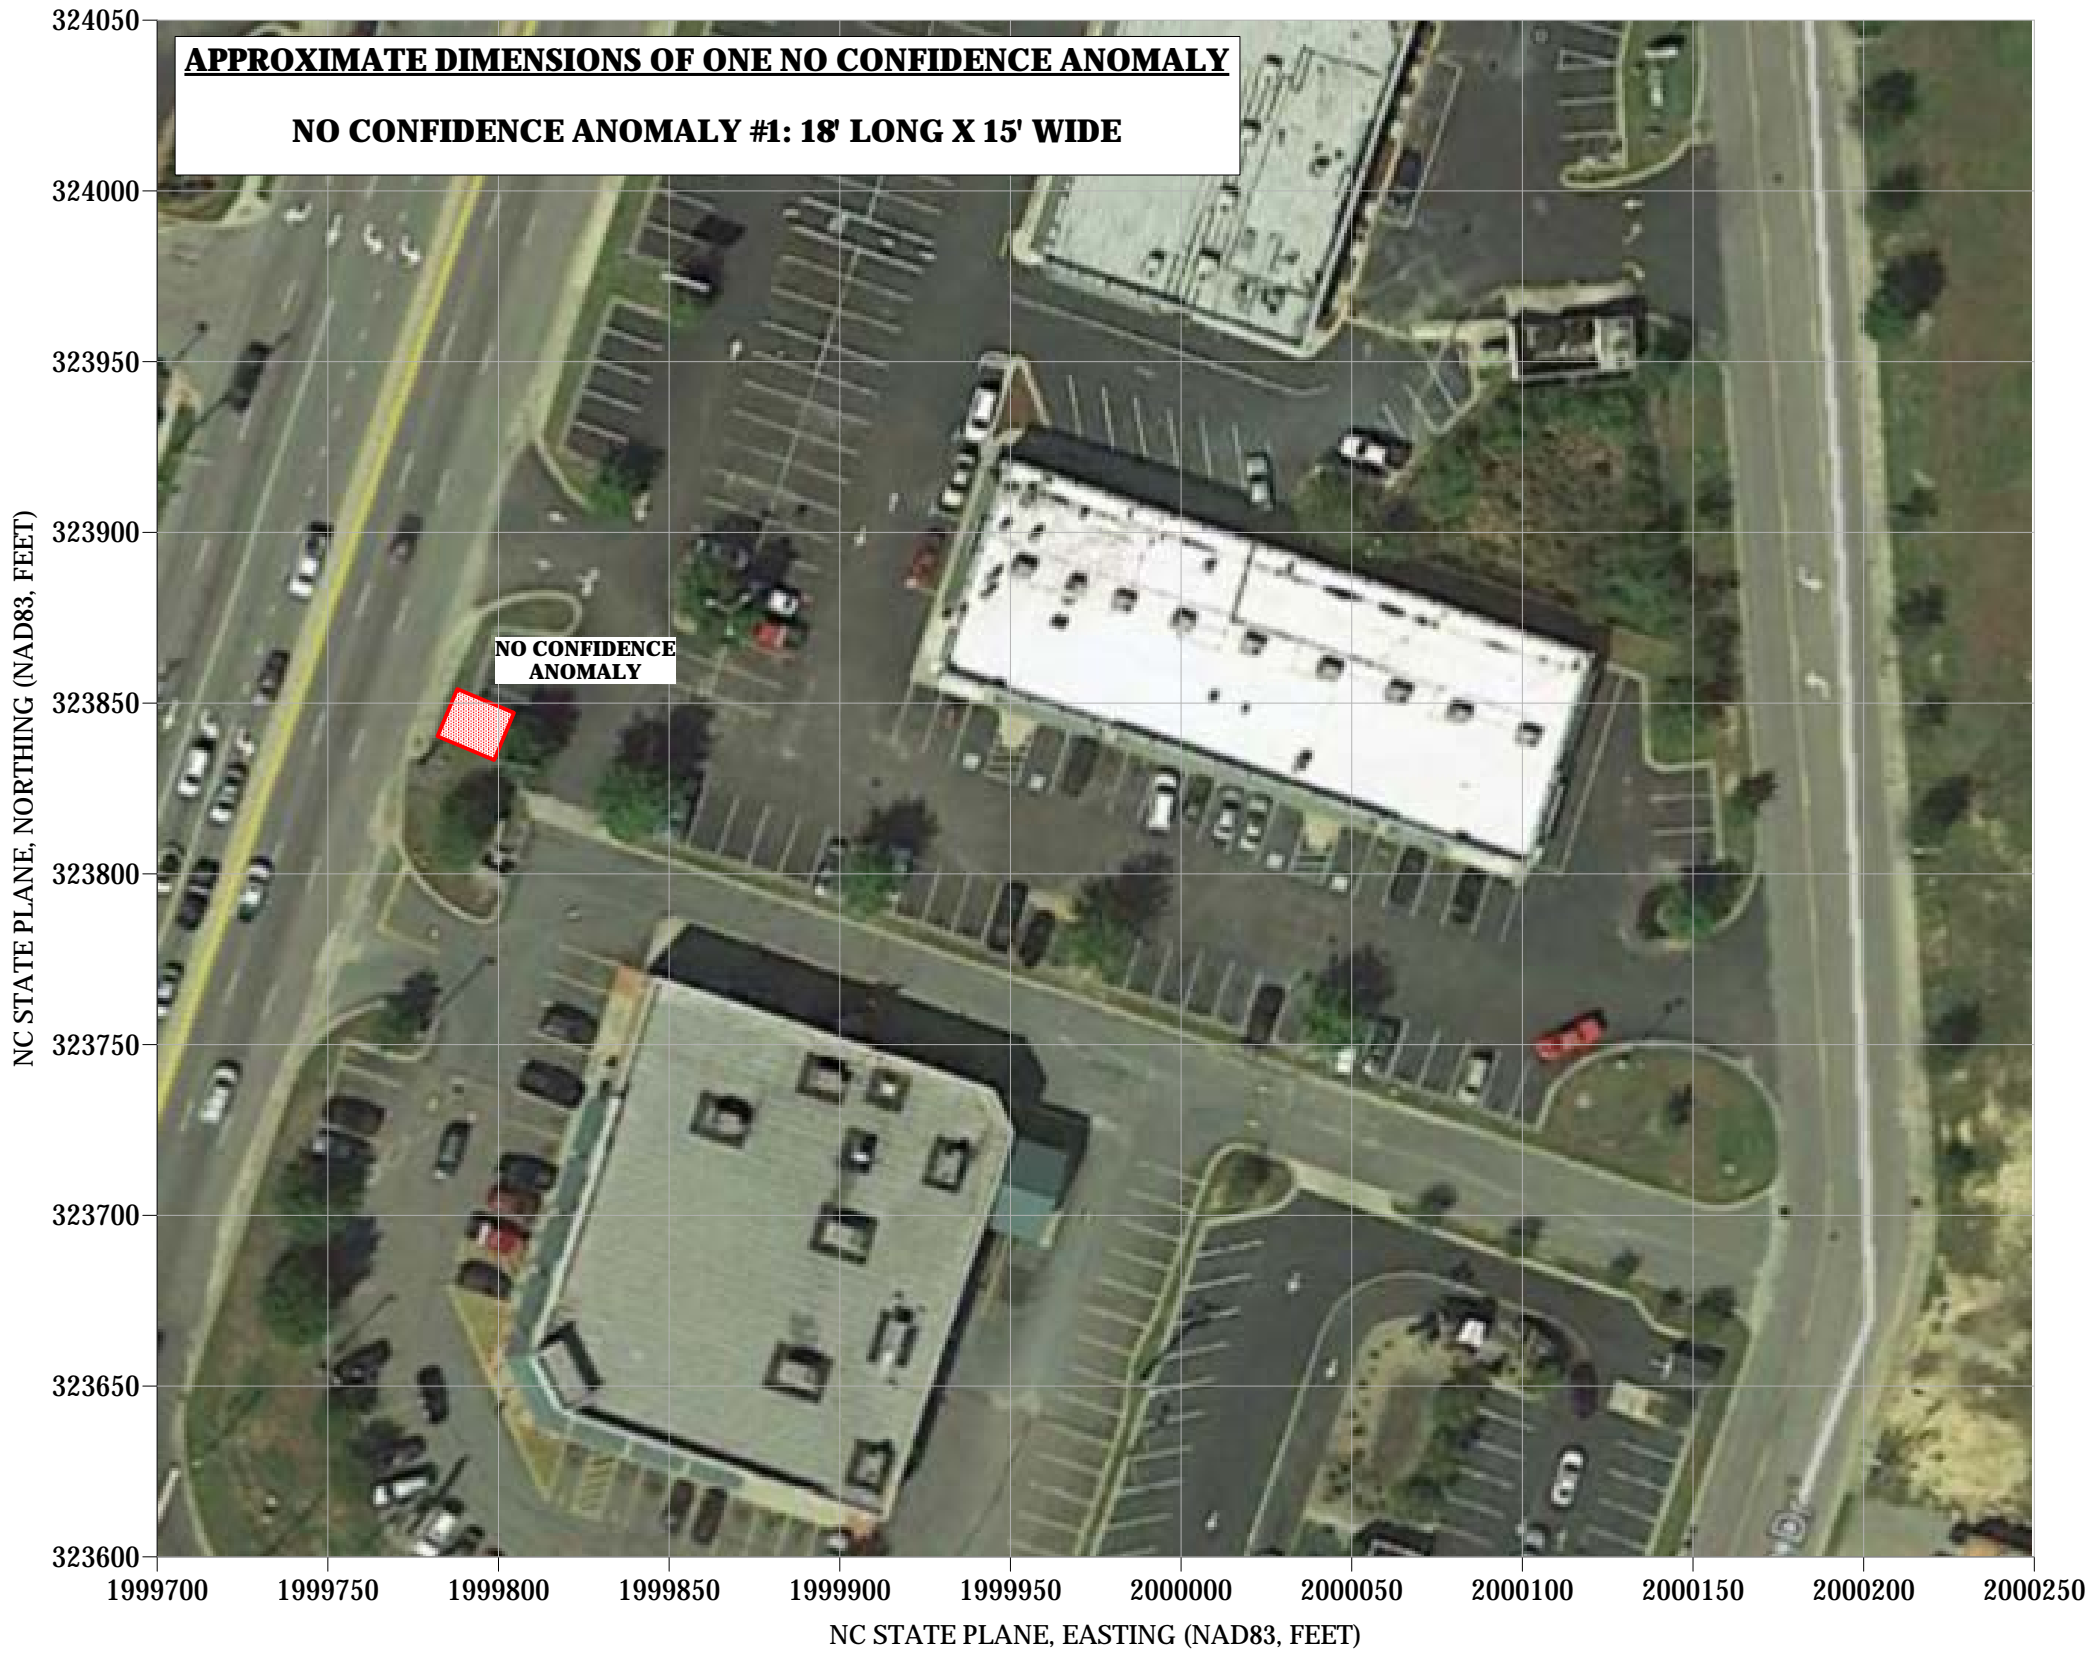 APPROXIMATE DIMENSIONS OF ONE NO CONFIDENCE ANOMALY
NO CONFIDENCE ANOMALY #1: 18' LONG X 15' WIDE
NO CONFIDENCE
ANOMALY
NC STATE PLANE, NORTHING (NAD83, FEET)
324050
324000
323950
323900
323850
323800
323750
323700
323650
323600
1999700 1999750 1999800 1999850 1999900 1999950 2000000 2000050 2000100 2000150 2000200 2000250
NC STATE PLANE, EASTING (NAD83, FEET)
Dr